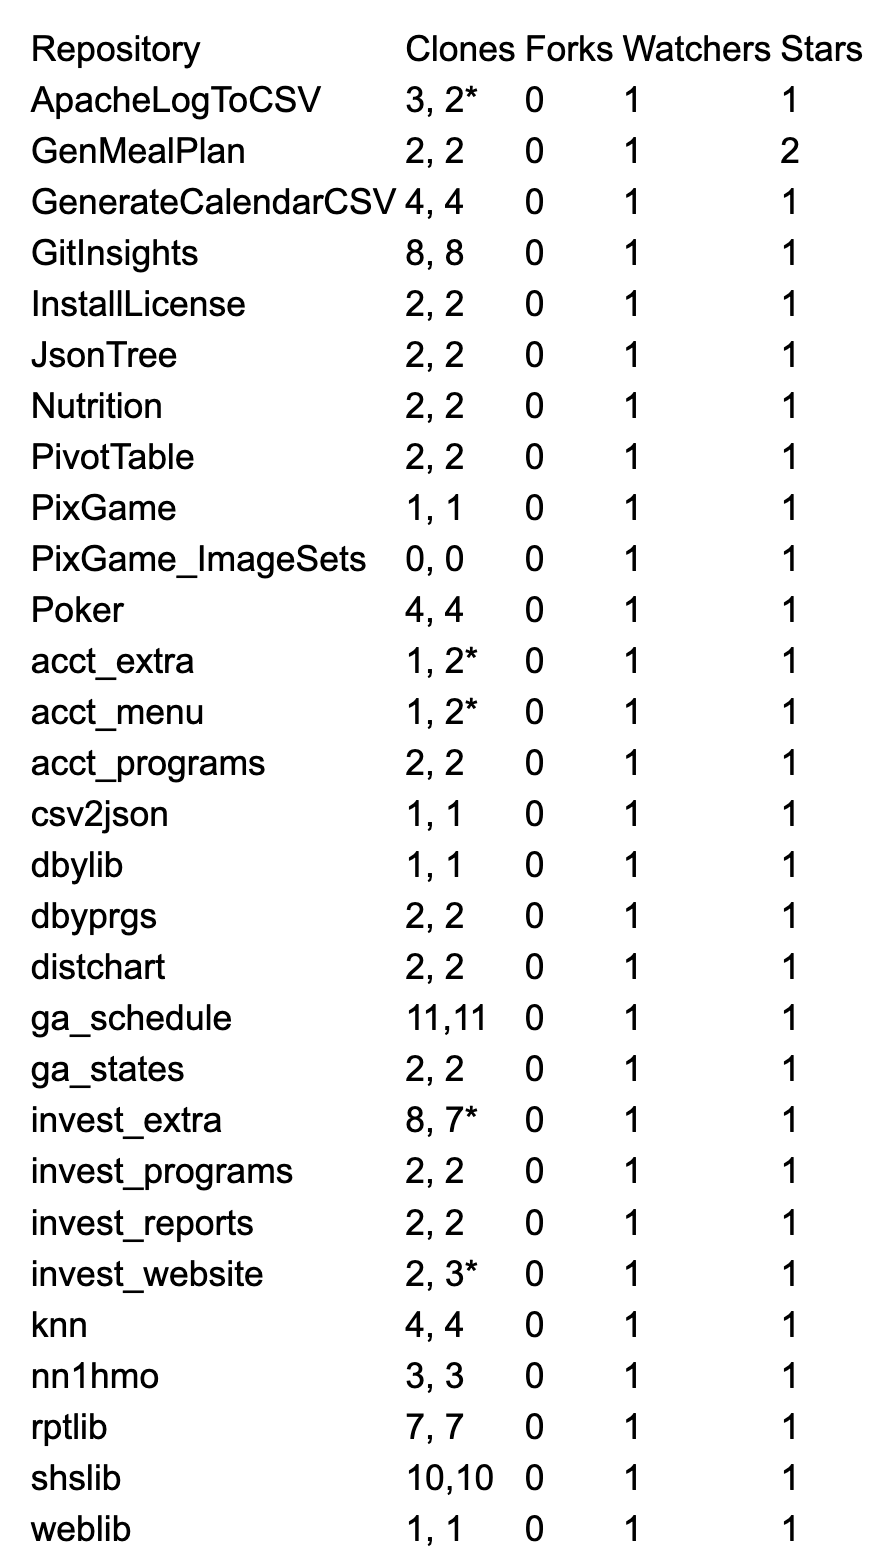 Repository Clones Forks Watchers Stars
ApacheLogToCSV 3, 2* 0 1 1
GenMealPlan 2, 2 0 1 2
GenerateCalendarCSV 4, 4 0 1 1
GitInsights 8, 8 0 1 1
InstallLicense 2, 2 0 1 1
JsonTree 2, 2 0 1 1
Nutrition 2, 2 0 1 1
PivotTable 2, 2 0 1 1
PixGame 1, 1 0 1 1
PixGame_ImageSets 0, 0 0 1 1
Poker 4, 4 0 1 1
acct_extra 1, 2* 0 1 1
acct_menu 1, 2* 0 1 1
acct_programs 2, 2 0 1 1
csv2json 1, 1 0 1 1
dbylib 1, 1 0 1 1
dbyprgs 2, 2 0 1 1
distchart 2, 2 0 1 1
ga_schedule 11,11 0 1 1
ga_states 2, 2 0 1 1
invest_extra 8, 7* 0 1 1
invest_programs 2, 2 0 1 1
invest_reports 2, 2 0 1 1
invest_website 2, 3* 0 1 1
knn 4, 4 0 1 1
nn1hmo 3, 3 0 1 1
rptlib 7, 7 0 1 1
shslib 10,10 0 1 1
weblib 1, 1 0 1 1